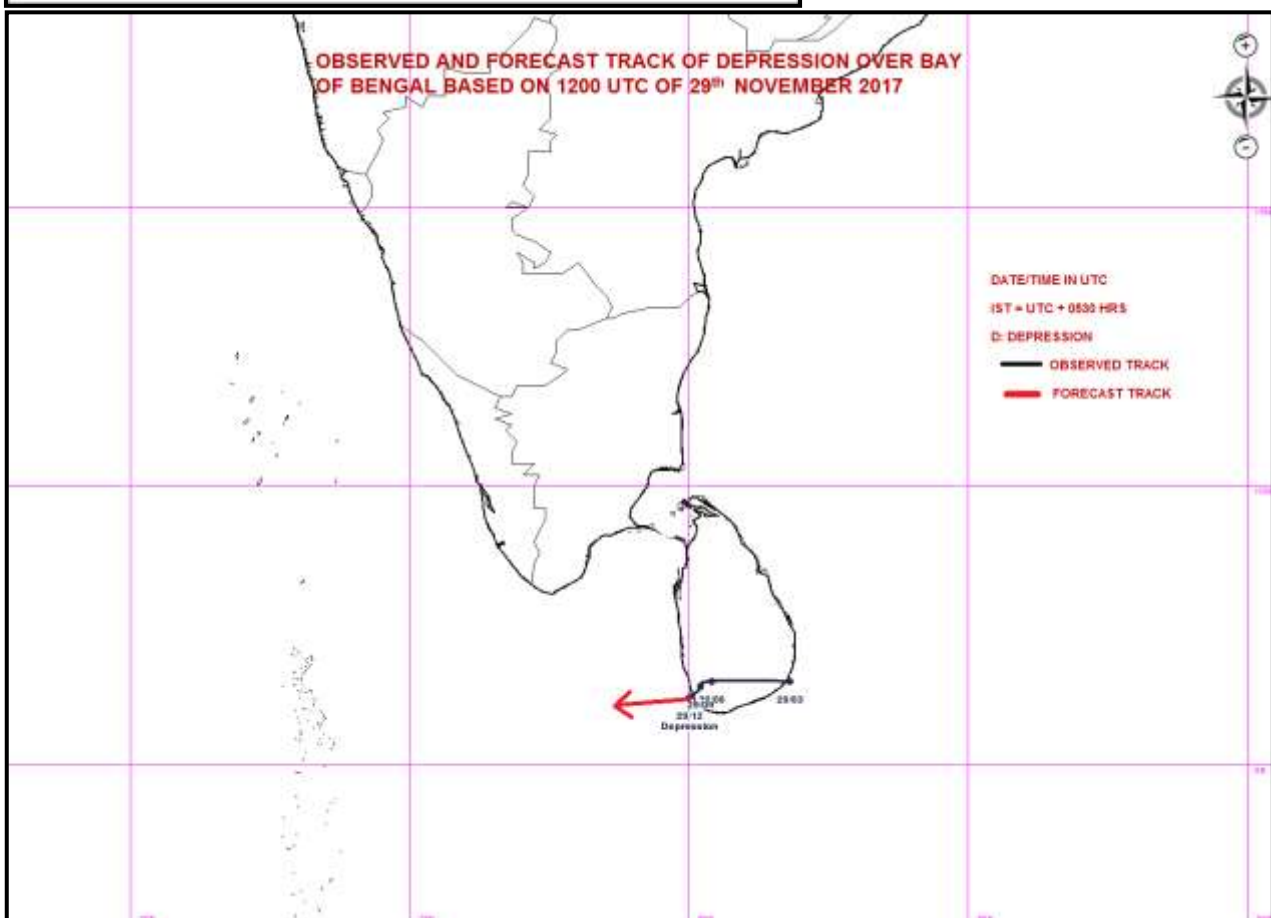 OBSERVED AND FORECAST TRACK OF DEPRESSION OVER BAY
OF BENGAL BASED ON 1200 UTC OF 29th NOVEMBER 2017
DATE/TIME IN UTC
IST = UTC + 0530 HRS
D: DEPRESSION
OBSERVED TRACK
FORECAST TRACK
29/03
29/12
Depression